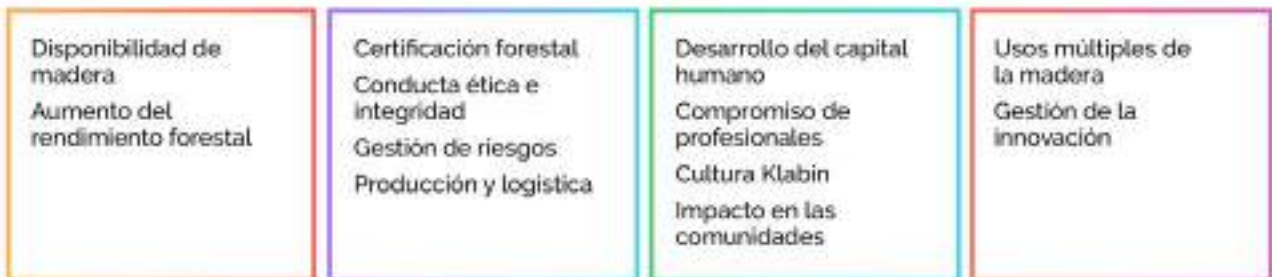 Disponibilidad de
madera
Aumento del
rendimiento forestal
Certificación forestal
Conducta ética e
integridad
Gestión de riesgos
Producción y logística
Desarrollo del capital
humano
Compromiso de
profesionales
Cultura Klabin
Impacto en las
comunidades
Usos múltiples de
la madera
Gestión de la
innovación